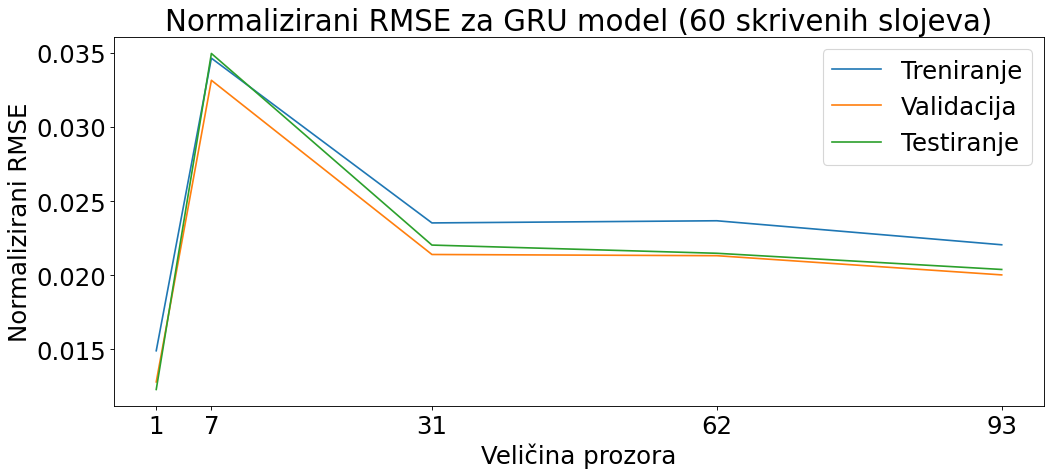 Normalizirani RMSE za GRU model (60 skrivenih slojeva)
Normalizirani RMSE
0.035
0.030
0.025
0.020
0.015
Treniranje
Validacija
Testiranje
1 7 31 62 93
Veličina prozora